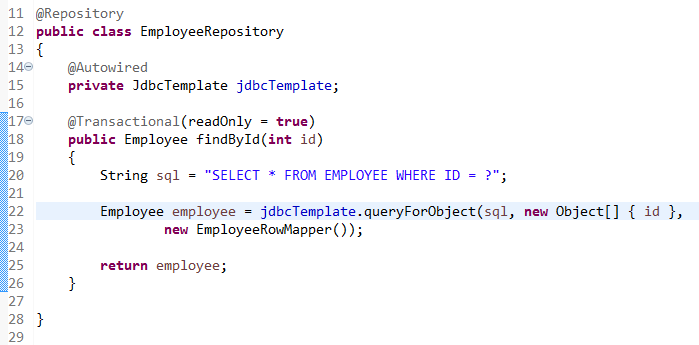 11 @Repository
12 public class EmployeeRepository
13 {
14 @Autowired
15 private JdbcTemplate jdbcTemplate;
16
17 @Transactional(readOnly = true)
18 public Employee findById(int id)
19 {
20 String sql = "SELECT * FROM EMPLOYEE WHERE ID = ?";
21
22 Employee employee = jdbcTemplate.queryForObject(sql, new Object[] { id },
23 new EmployeeRowMapper());
24
25 return employee;
26 }
27
28 }
29